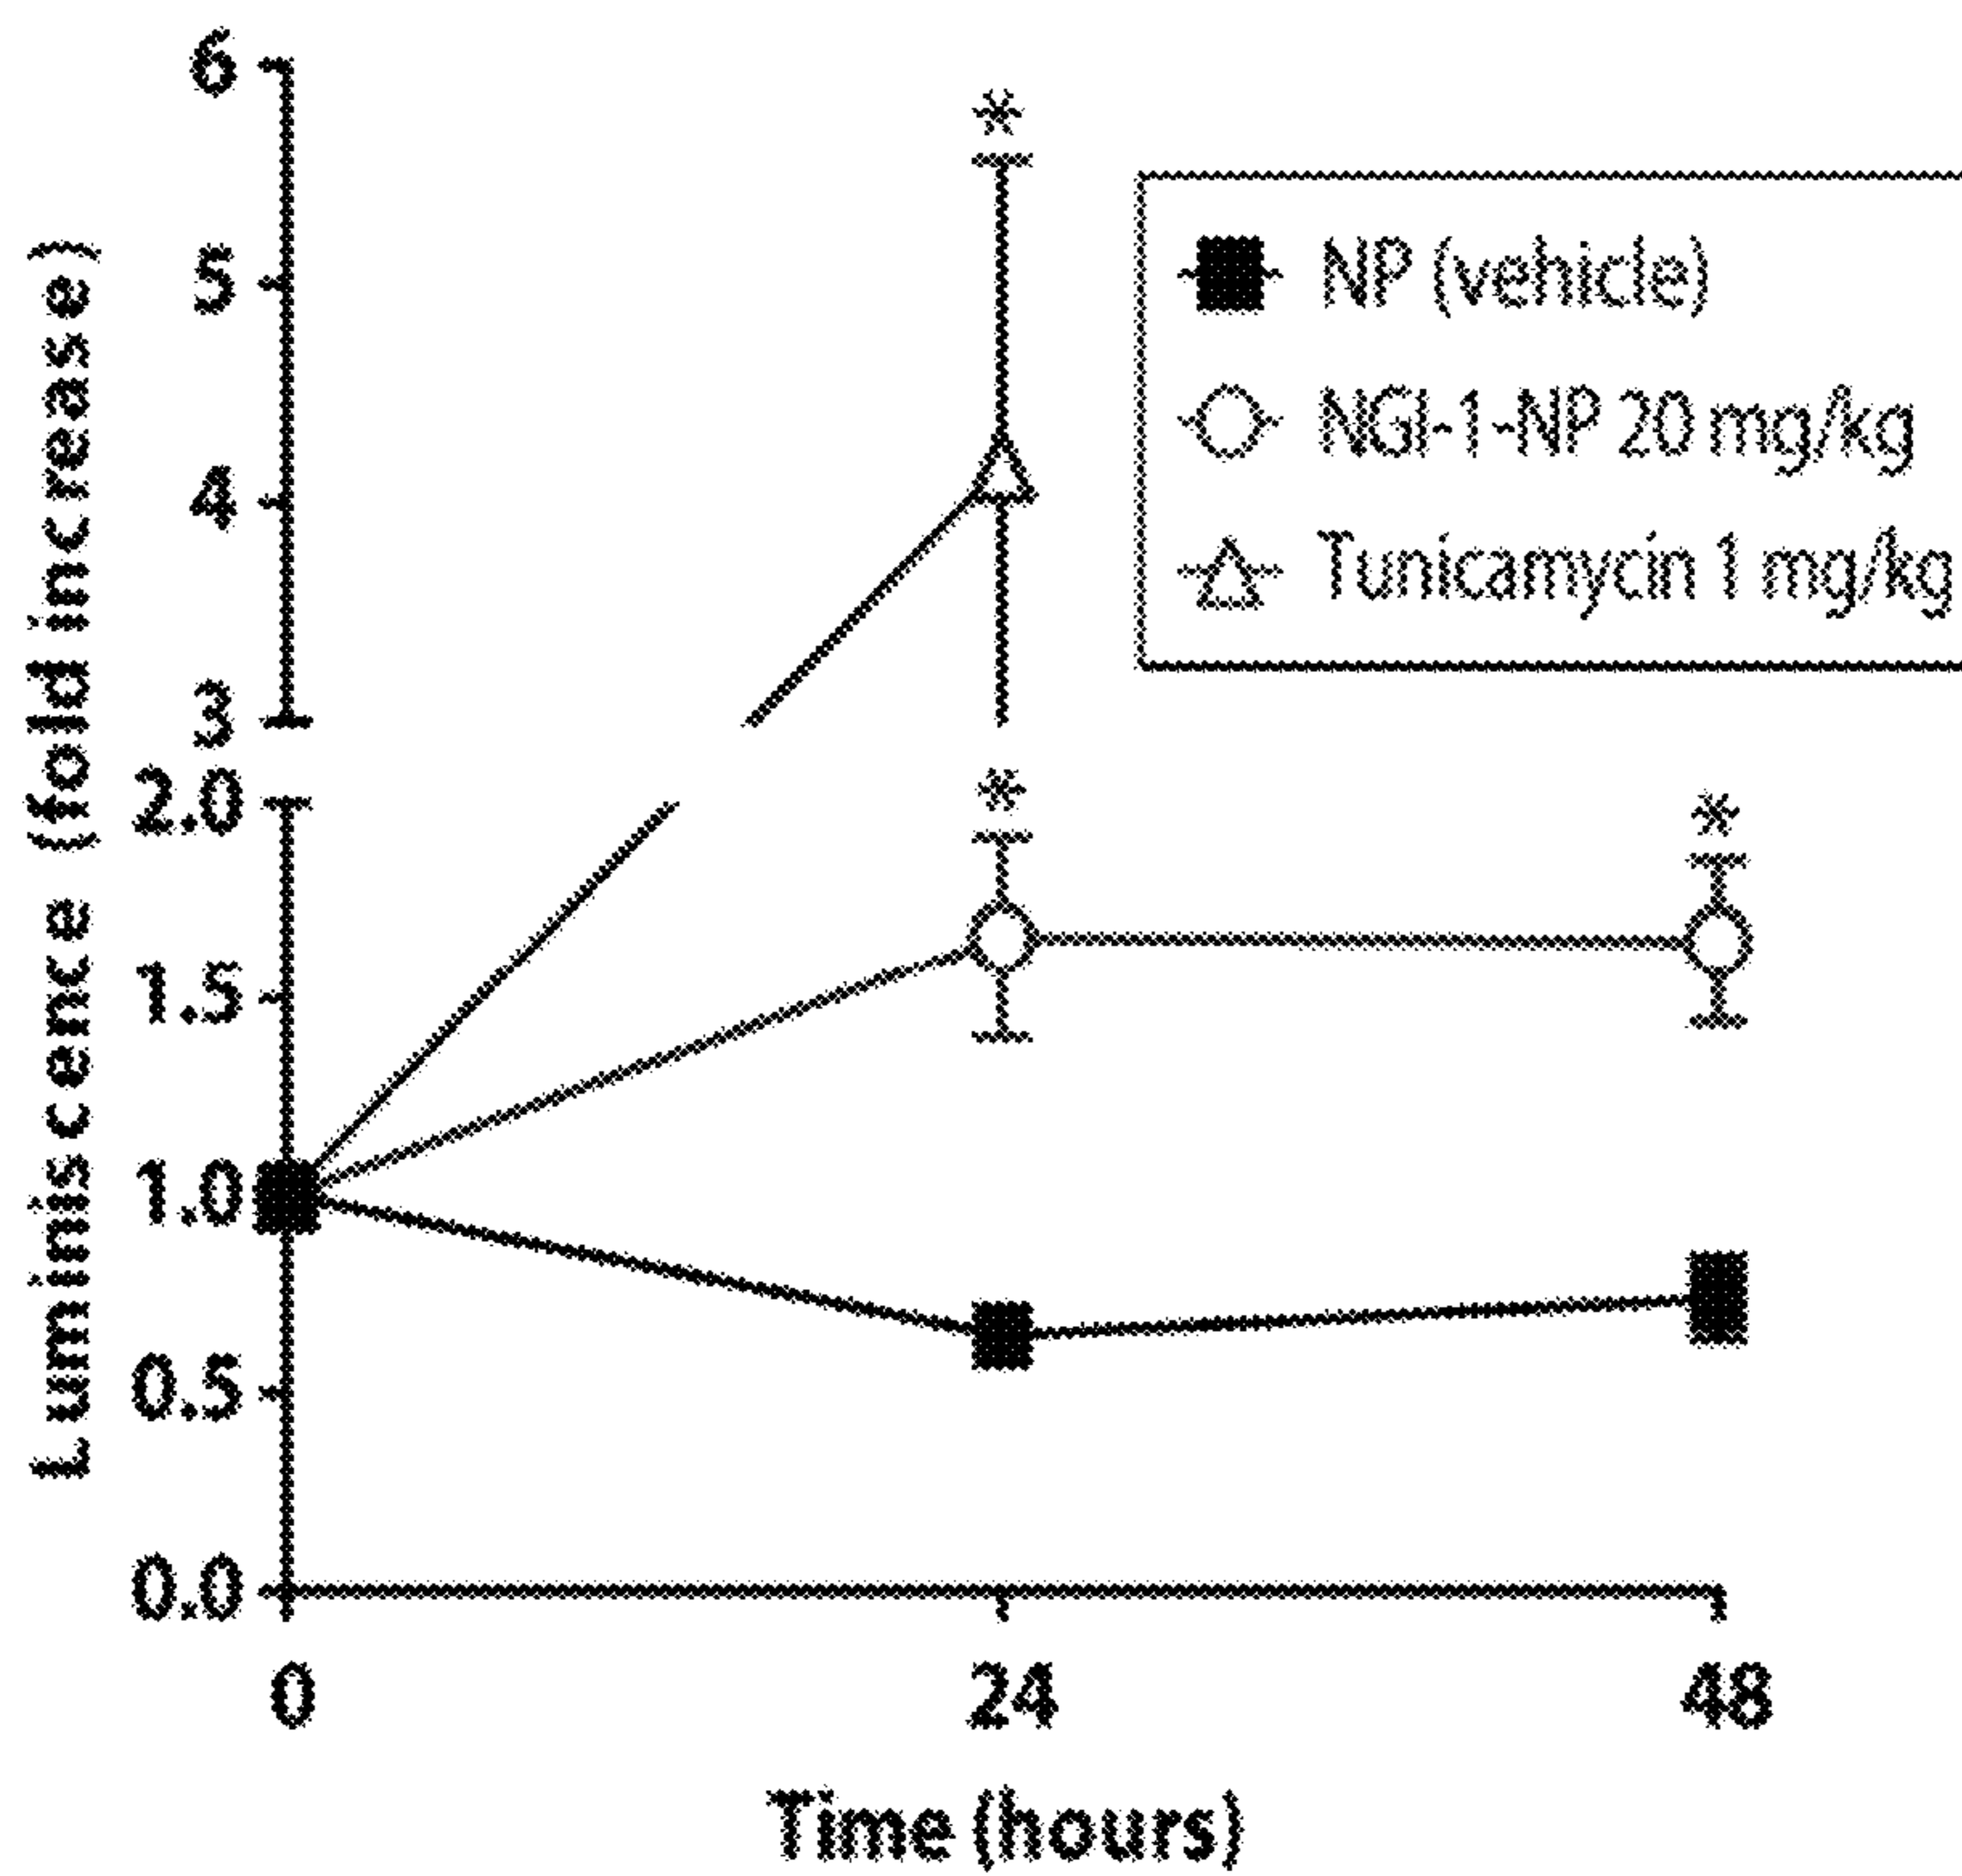 Luminiscence (fold increase)
6
5
4
3
2.0
1.5
1.0
0.5
0.0
*
*
*
NP (vehicle)
NGI-1-NP 20 mg/kg
Tunicamycin 1 mg/kg
0 24 48
Time (hours)